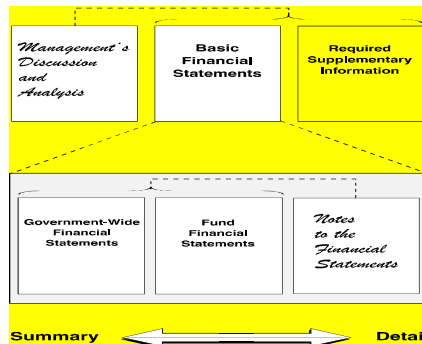 Management's
Discussion
and
Analysis
Basic
Financial
Statements
Required
Supplementary
Information
Government-Wide
Financial
Statements
Fund
Financial
Statements
Notes
to the
Financial
Statements
Summary
Detai